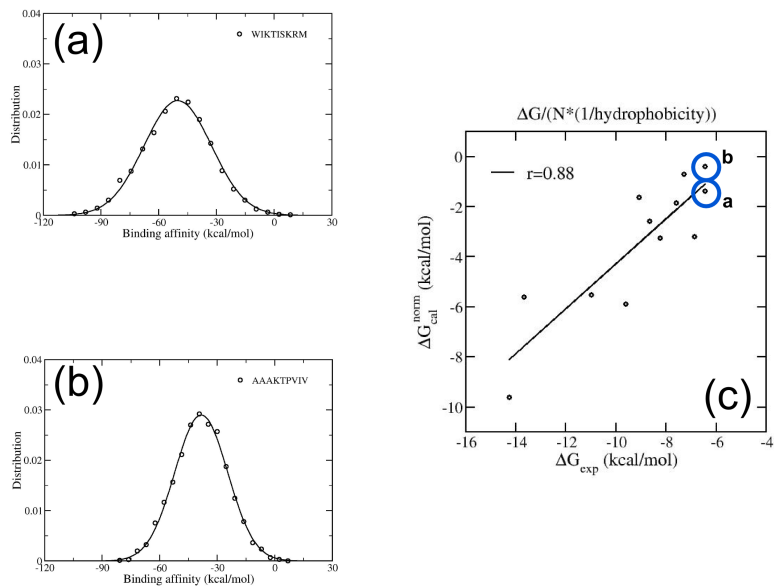 (a)
WIKTISKRM
0.04
0.03
0.02
0.01
0
Distribution
-120
-90
-60
-30
0
30
Binding affinity (kcal/mol)
(b)
AAAKTPVIV
0.04
0.03
0.02
0.01
0
Distribution
-120
-90
-60
-30
0
30
Binding affinity (kcal/mol)
ΔG/(N*(1/hydrophobicity))
r=0.88
b
a
0
-2
-4
-6
-8
-10
ΔG_cal^norm (kcal/mol)
(c)
-16
-14
-12
-10
-8
-6
-4
ΔG_exp (kcal/mol)